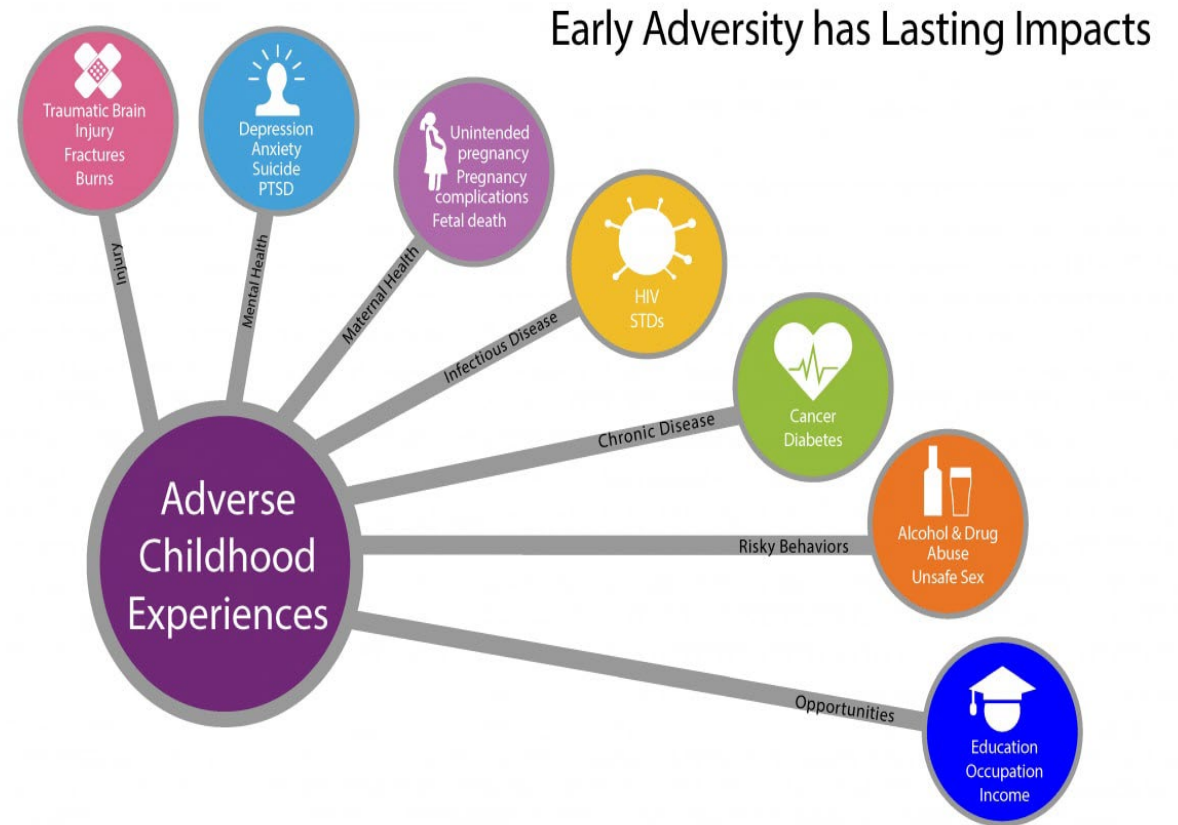 Early Adversity has Lasting Impacts
Traumatic Brain
Injury
Fractures
Burns
Injury
Depression
Anxiety
Suicide
PTSD
Mental Health
Unintended
pregnancy
Pregnancy
complications
Fetal death
Maternal Health
HIV
STDs
Infectious Disease
Cancer
Diabetes
Chronic Disease
Alcohol & Drug
Abuse
Unsafe Sex
Risky Behaviors
Education
Occupation
Income
Opportunities
Adverse
Childhood
Experiences